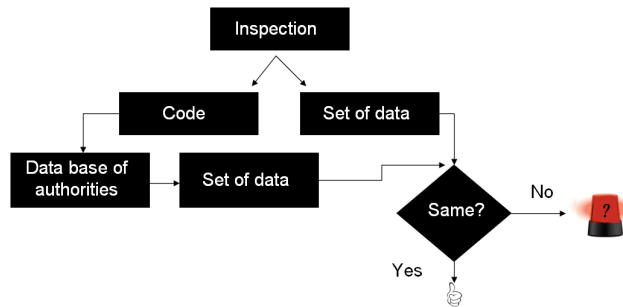 Inspection
Code
Set of data
Data base of
authorities
Set of data
Same?
No
?
Yes